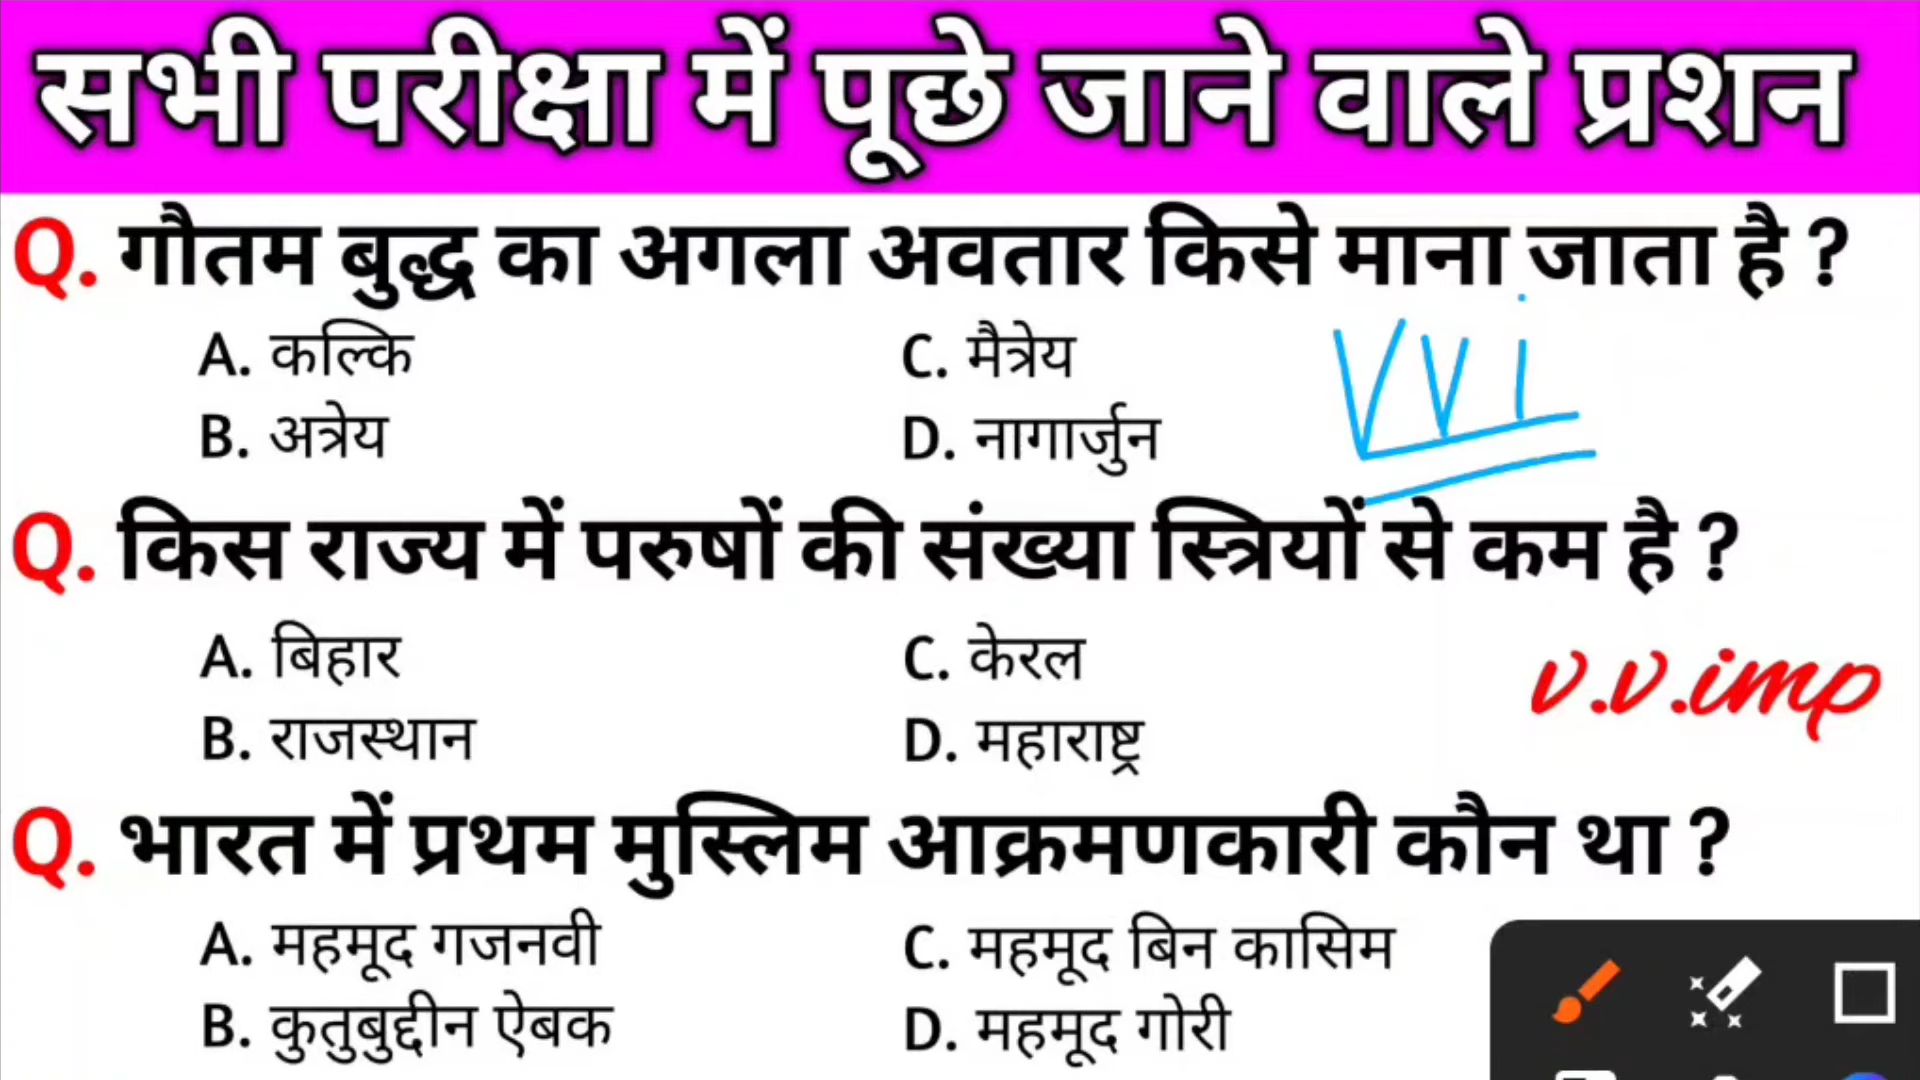 सभी परीक्षा में पूछे जाने वाले प्रशन
Q. गौतम बुद्ध का अगला अवतार किसे माना जाता है ?
A. कल्कि
C. मैत्रेय
B. अत्रेय
D. नागार्जुन
VVi
Q. किस राज्य में परुषों की संख्या स्त्रियों से कम है ?
A. बिहार
C. केरल
B. राजस्थान
D. महाराष्ट्र
v.v.imp
Q. भारत में प्रथम मुस्लिम आक्रमणकारी कौन था ?
A. महमूद गजनवी
C. महमूद बिन कासिम
B. कुतुबुद्दीन ऐबक
D. महमूद गोरी